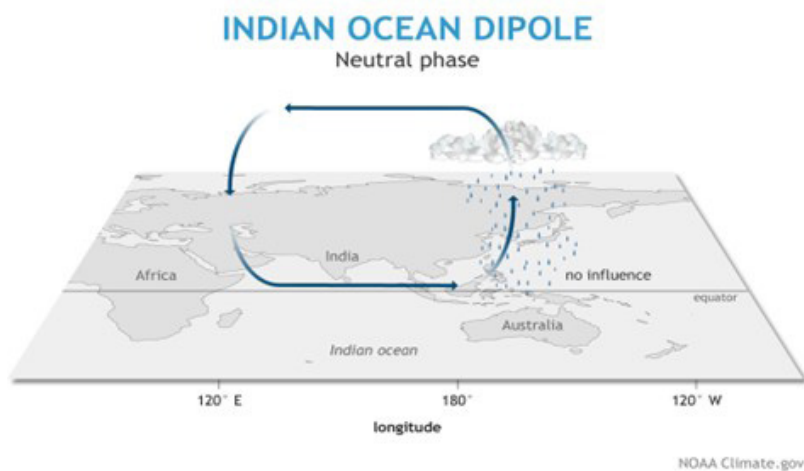 INDIAN OCEAN DIPOLE
Neutral phase
India
Africa
no influence
equator
Australia
Indian ocean
120° E
180°
120° W
longitude
NOAA Climate.gov